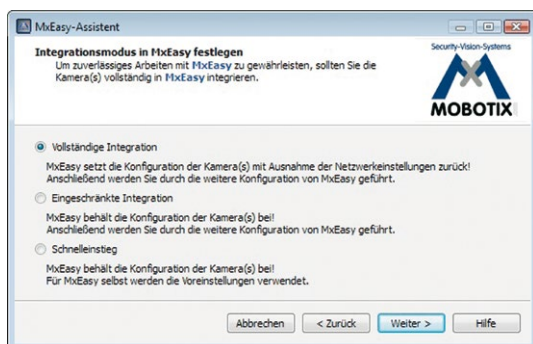 MxEasy-Assistent
Integrationsmodus in MxEasy festlegen
Um zuverlässiges Arbeiten mit MxEasy zu gewährleisten, sollten Sie die
Kamera(s) vollständig in MxEasy integrieren.
Security-Vision-Systems
MOBOTIX
Vollständige Integration
MxEasy setzt die Konfiguration der Kamera(s) mit Ausnahme der Netzwerkeinstellungen zurück!
Anschließend werden Sie durch die weitere Konfiguration von MxEasy geführt.
Eingeschränkte Integration
MxEasy behält die Konfiguration der Kamera(s) bei!
Anschließend werden Sie durch die weitere Konfiguration von MxEasy geführt.
Schnelleinstieg
MxEasy behält die Konfiguration der Kamera(s) bei!
Für MxEasy selbst werden die Voreinstellungen verwendet.
Abbrechen
< Zurück
Weiter >
Hilfe